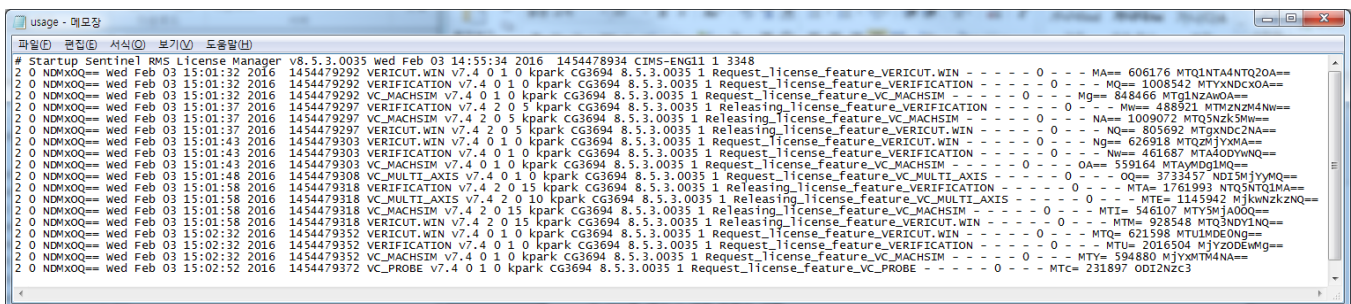 usage - 메모장
파일(F) 편집(E) 서식(O) 보기(V) 도움말(H)
# Startup Sentinel RMS License Manager v8.5.3.0035 Wed Feb 03 14:55:34 2016 1454478934 CIMS-ENG11 1 3348
2 0 NDMxOQ== Wed Feb 03 15:01:32 2016 1454479292 VERICUT.WIN v7.4 0 1 0 kpark CG3694 8.5.3.0035 1 Request_license_feature_VERICUT.WIN - - - - - 0 - - - MA== 606176 MTQ1NTA4NTQ2OA==
2 0 NDMxOQ== Wed Feb 03 15:01:32 2016 1454479292 VERIFICATION v7.4 0 1 0 kpark CG3694 8.5.3.0035 1 Request_license_feature_VERIFICATION - - - - - 0 - - - MQ== 1008542 MTYxNDcxOA==
2 0 NDMxOQ== Wed Feb 03 15:01:32 2016 1454479292 VC_MACHSIM v7.4 0 1 0 kpark CG3694 8.5.3.0035 1 Request_license_feature_VC_MACHSIM - - - - - 0 - - - Mg== 848466 MTg1NzAwOA==
2 0 NDMxOQ== Wed Feb 03 15:01:37 2016 1454479297 VERIFICATION v7.4 2 0 5 kpark CG3694 8.5.3.0035 1 Releasing_license_feature_VERIFICATION - - - - - 0 - - - Mw== 488921 MTMzNzM4Nw==
2 0 NDMxOQ== Wed Feb 03 15:01:37 2016 1454479297 VC_MACHSIM v7.4 2 0 5 kpark CG3694 8.5.3.0035 1 Releasing_license_feature_VC_MACHSIM - - - - - 0 - - - NA== 1009072 MTQ5Nzk5Mw==
2 0 NDMxOQ== Wed Feb 03 15:01:37 2016 1454479297 VERICUT.WIN v7.4 2 0 5 kpark CG3694 8.5.3.0035 1 Releasing_license_feature_VERICUT.WIN - - - - - 0 - - - NQ== 805692 MTgxNDc2NA==
2 0 NDMxOQ== Wed Feb 03 15:01:43 2016 1454479303 VERICUT.WIN v7.4 0 1 0 kpark CG3694 8.5.3.0035 1 Request_license_feature_VERICUT.WIN - - - - - 0 - - - Ng== 626918 MTQzMjYxMA==
2 0 NDMxOQ== Wed Feb 03 15:01:43 2016 1454479303 VERIFICATION v7.4 0 1 0 kpark CG3694 8.5.3.0035 1 Request_license_feature_VERIFICATION - - - - - 0 - - - Nw== 461687 MTA4ODYwNQ==
2 0 NDMxOQ== Wed Feb 03 15:01:43 2016 1454479303 VC_MACHSIM v7.4 0 1 0 kpark CG3694 8.5.3.0035 1 Request_license_feature_VC_MACHSIM - - - - - 0 - - - OA== 559164 MTAyMDg1MQ==
2 0 NDMxOQ== Wed Feb 03 15:01:48 2016 1454479308 VC_MULTI_AXIS v7.4 0 1 0 kpark CG3694 8.5.3.0035 1 Request_license_feature_VC_MULTI_AXIS - - - - - 0 - - - OQ== 3733457 NDI5MjYyMQ==
2 0 NDMxOQ== Wed Feb 03 15:01:58 2016 1454479318 VERIFICATION v7.4 2 0 15 kpark CG3694 8.5.3.0035 1 Releasing_license_feature_VERIFICATION - - - - - 0 - - - MTA= 1761993 NTQ5NTQ1MA==
2 0 NDMxOQ== Wed Feb 03 15:01:58 2016 1454479318 VC_MULTI_AXIS v7.4 2 0 10 kpark CG3694 8.5.3.0035 1 Releasing_license_feature_VC_MULTI_AXIS - - - - - 0 - - - MTE= 1145942 MjkwNzkzNQ==
2 0 NDMxOQ== Wed Feb 03 15:01:58 2016 1454479318 VC_MACHSIM v7.4 2 0 15 kpark CG3694 8.5.3.0035 1 Releasing_license_feature_VC_MACHSIM - - - - - 0 - - - MTI= 546107 MTY5MjA0OQ==
2 0 NDMxOQ== Wed Feb 03 15:01:58 2016 1454479318 VERICUT.WIN v7.4 2 0 15 kpark CG3694 8.5.3.0035 1 Releasing_license_feature_VERICUT.WIN - - - - - 0 - - - MTM= 928548 MTQ3NDY1NQ==
2 0 NDMxOQ== Wed Feb 03 15:02:32 2016 1454479352 VERICUT.WIN v7.4 0 1 0 kpark CG3694 8.5.3.0035 1 Request_license_feature_VERICUT.WIN - - - - - 0 - - - MTQ= 621598 MTU1MDE0Ng==
2 0 NDMxOQ== Wed Feb 03 15:02:32 2016 1454479352 VERIFICATION v7.4 0 1 0 kpark CG3694 8.5.3.0035 1 Request_license_feature_VERIFICATION - - - - - 0 - - - MTU= 2016504 MjYzODEwMg==
2 0 NDMxOQ== Wed Feb 03 15:02:32 2016 1454479352 VC_MACHSIM v7.4 0 1 0 kpark CG3694 8.5.3.0035 1 Request_license_feature_VC_MACHSIM - - - - - 0 - - - MTY= 594880 MjYxMTM4NA==
2 0 NDMxOQ== Wed Feb 03 15:02:52 2016 1454479372 VC_PROBE v7.4 0 1 0 kpark CG3694 8.5.3.0035 1 Request_license_feature_VC_PROBE - - - - - 0 - - - MTc= 231897 ODI2NzC3